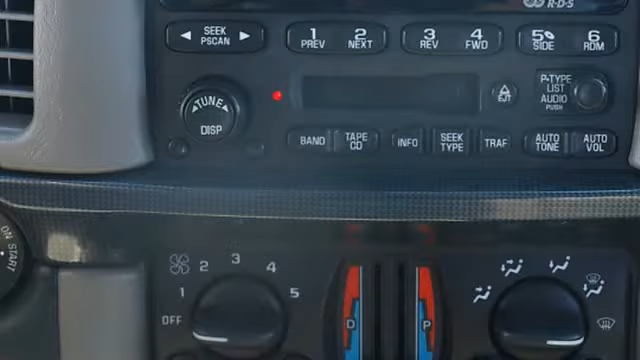 R·D·S
◄ SEEK PSCAN ►
1 PREV 2 NEXT
3 REV 4 FWD
5 SIDE 6 RDM
TUNE
DISP
EJT
P-TYPE
LIST
AUDIO
PUSH
BAND
TAPE CD
INFO
SEEK TYPE
TRAF
AUTO TONE
AUTO VOL
ON START
OFF 1 2 3 4 5
D
P